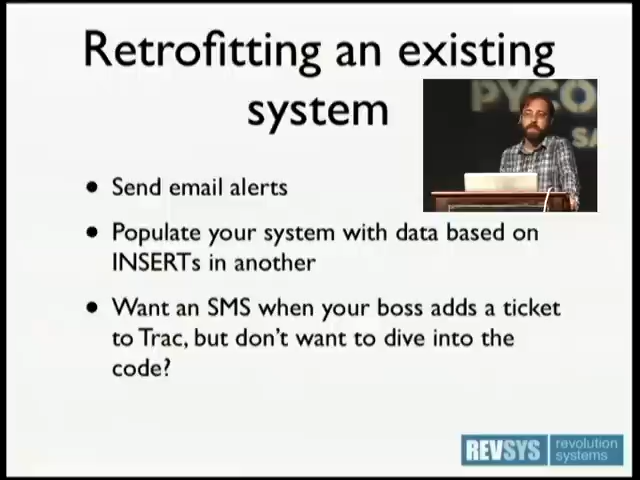 Retrofitting an existing
system
PYCO
SA
• Send email alerts
• Populate your system with data based on
INSERTs in another
• Want an SMS when your boss adds a ticket
to Trac, but don't want to dive into the
code?
REVSYS revolution
systems